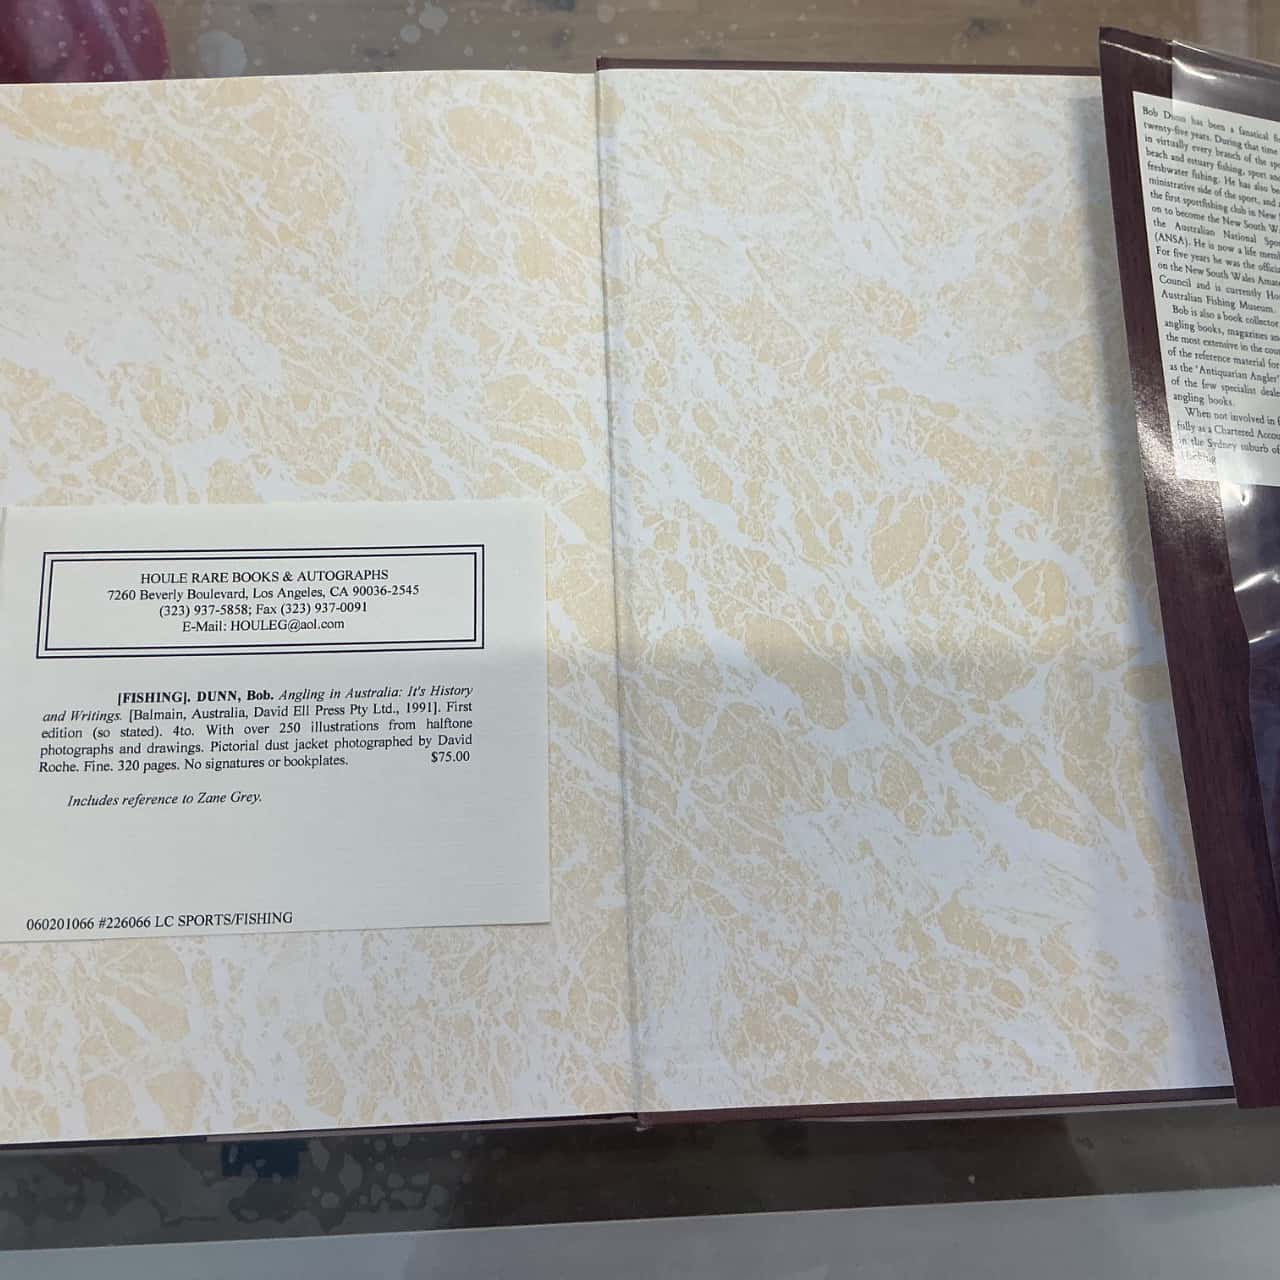 HOULE RARE BOOKS & AUTOGRAPHS
7260 Beverly Boulevard, Los Angeles, CA 90036-2545
(323) 937-5858; Fax (323) 937-0091
E-Mail: HOULEG@aol.com
[FISHING]. DUNN, Bob. Angling in Australia: It's History
and Writings. [Balmain, Australia, David Ell Press Pty Ltd., 1991]. First
edition (so stated). 4to. With over 250 illustrations from halftone
photographs and drawings. Pictorial dust jacket photographed by David
Roche. Fine. 320 pages. No signatures or bookplates. $75.00
Includes reference to Zane Grey.
060201066 #226066 LC SPORTS/FISHING
Bob Dunn has been a fanatical
twenty-five years. During that time
in virtually every branch of the
beach and estuary fishing, sport
freshwater fishing. He has also
ministrative side of the sport, and
the first sportfishing club in New
on to become the New South
the Australian National
(ANSA). He is now a life
For five years he was the
on the New South Wales
Council and is currently
Australian Fishing Museum.
Bob is also a book collector
angling books, magazines
the most extensive in the
of the reference material for
as the 'Antiquarian Angler'
of the few specialist
angling books.
When not involved in
fully as a Chartered
in the Sydney suburb of